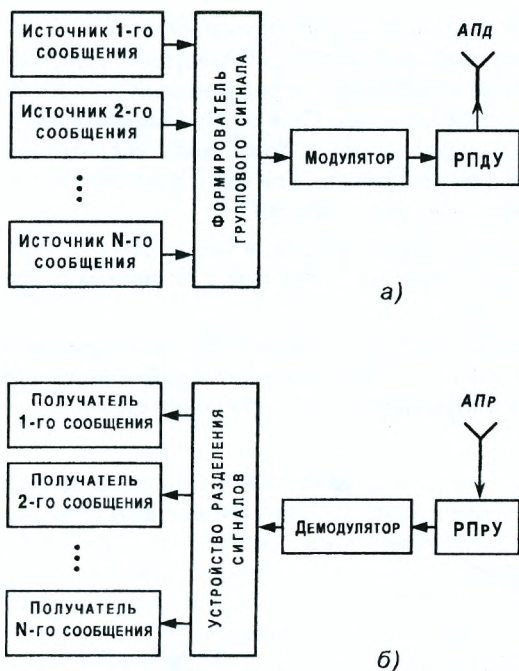 Источник 1-го
сообщения
Источник 2-го
сообщения
Источник N-го
сообщения
Формирователь
группового сигнала
Модулятор
РПдУ
АПд
а)
Получатель
1-го сообщения
Получатель
2-го сообщения
Получатель
N-го сообщения
Устройство разделения
сигналов
Демодулятор
РПрУ
АПр
б)